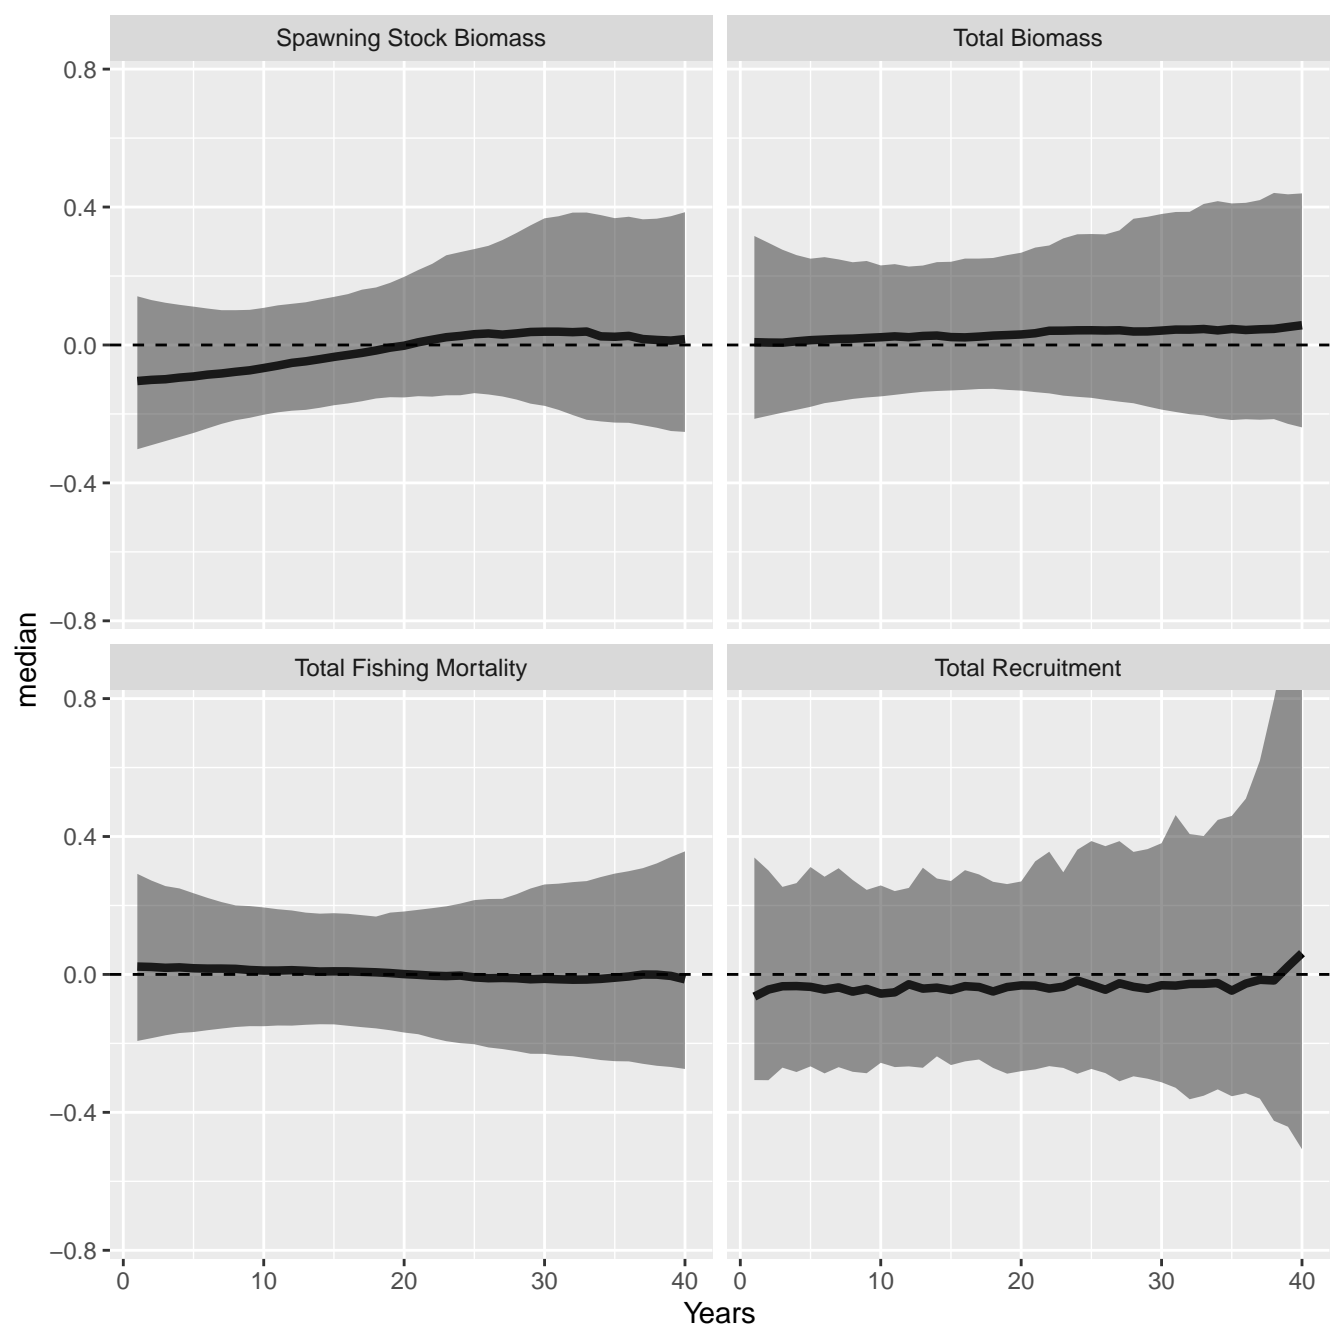 Spawning Stock Biomass
Total Biomass
0.8
0.4
0.0
−0.4
−0.8
median
Total Fishing Mortality
Total Recruitment
0.8
0.4
0.0
−0.4
−0.8
0 10 20 30 40
0 10 20 30 40
Years